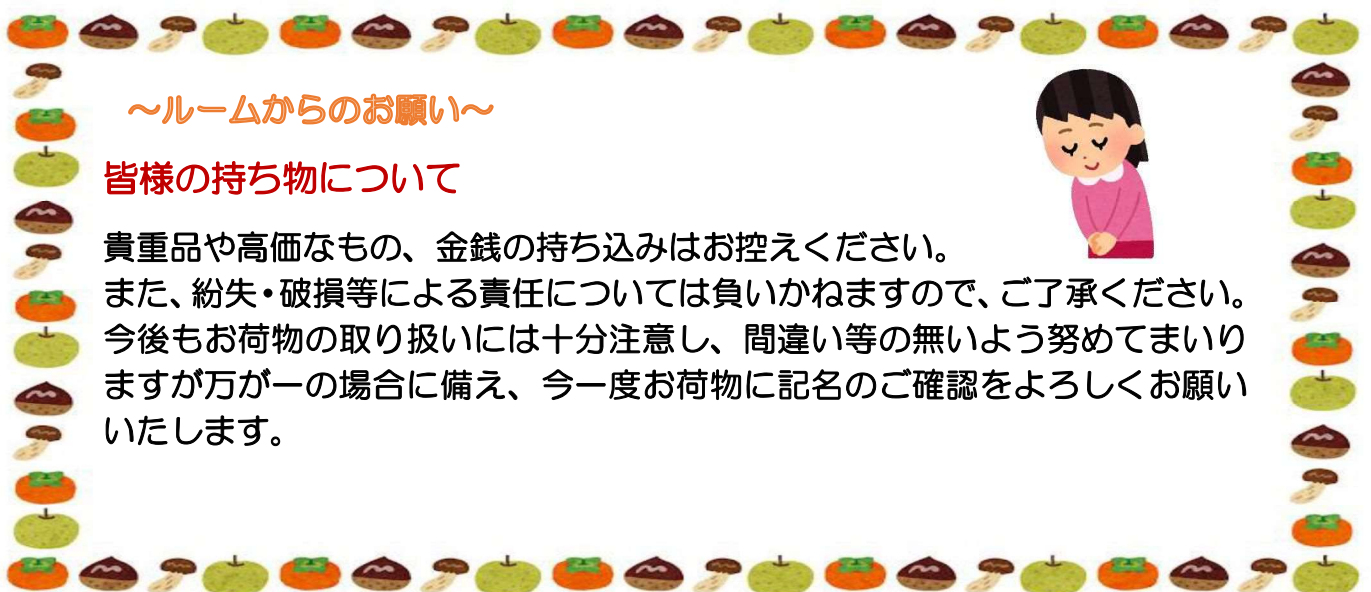 ～ルームからのお願い～
皆様の持ち物について
貴重品や高価なもの、金銭の持ち込みはお控えください。
また、紛失・破損等による責任については負いかねますので、ご了承ください。
今後もお荷物の取り扱いには十分注意し、間違い等の無いよう努めてまいり
ますが万が一の場合に備え、今一度お荷物に記名のご確認をよろしくお願い
いたします。